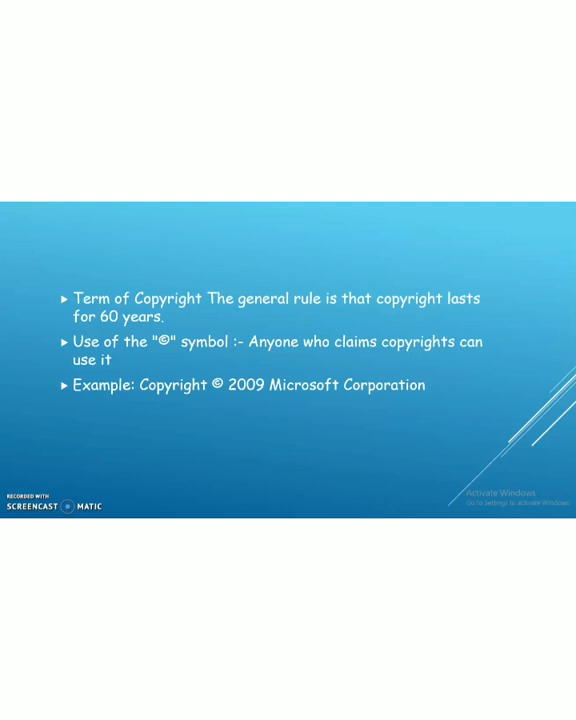 Term of Copyright The general rule is that copyright lasts
for 60 years.
Use of the "©" symbol :- Anyone who claims copyrights can
use it
Example: Copyright © 2009 Microsoft Corporation
RECORDED WITH
SCREENCAST MATIC
Activate Windows
Go to Settings to activate Windows.